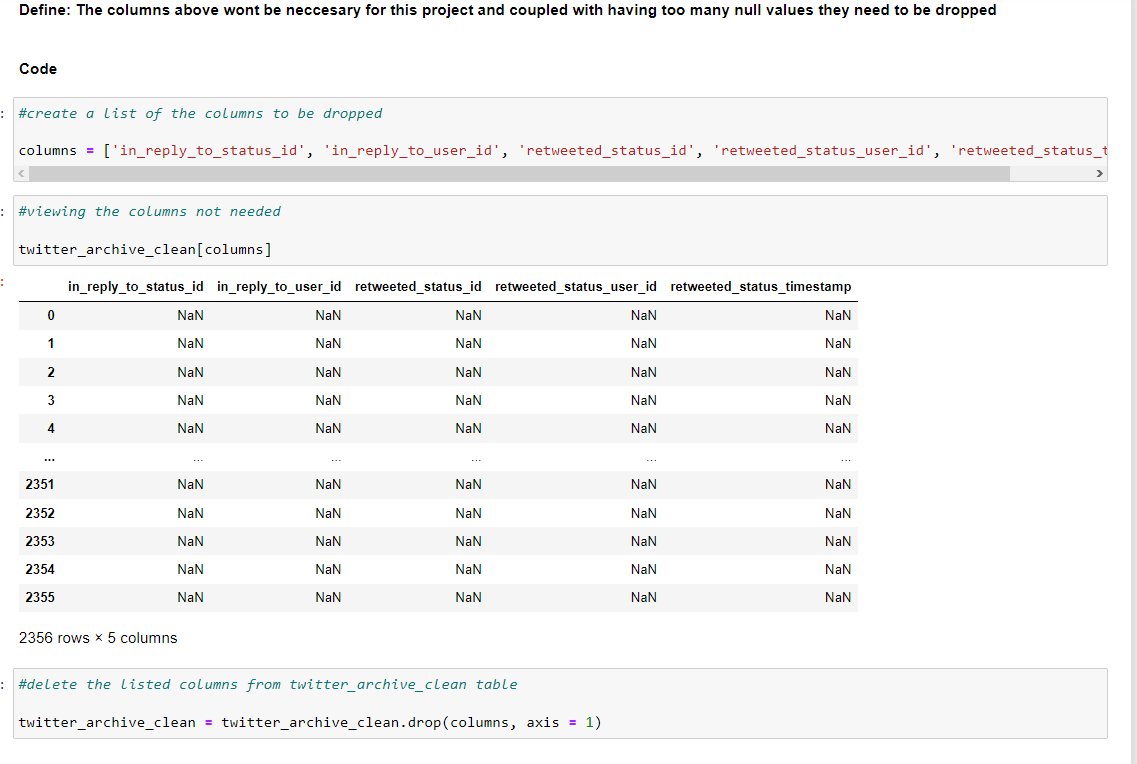 Define: The columns above wont be neccesary for this project and coupled with having too many null values they need to be dropped
Code
:
#create a list of the columns to be dropped
columns = ['in_reply_to_status_id', 'in_reply_to_user_id', 'retweeted_status_id', 'retweeted_status_user_id', 'retweeted_status_t
:
#viewing the columns not needed
twitter_archive_clean[columns]
:
in_reply_to_status_id in_reply_to_user_id retweeted_status_id retweeted_status_user_id retweeted_status_timestamp
0 NaN NaN NaN NaN NaN
1 NaN NaN NaN NaN NaN
2 NaN NaN NaN NaN NaN
3 NaN NaN NaN NaN NaN
4 NaN NaN NaN NaN NaN
... ... ... ... ... ...
2351 NaN NaN NaN NaN NaN
2352 NaN NaN NaN NaN NaN
2353 NaN NaN NaN NaN NaN
2354 NaN NaN NaN NaN NaN
2355 NaN NaN NaN NaN NaN
2356 rows × 5 columns
:
#delete the listed columns from twitter_archive_clean table
twitter_archive_clean = twitter_archive_clean.drop(columns, axis = 1)